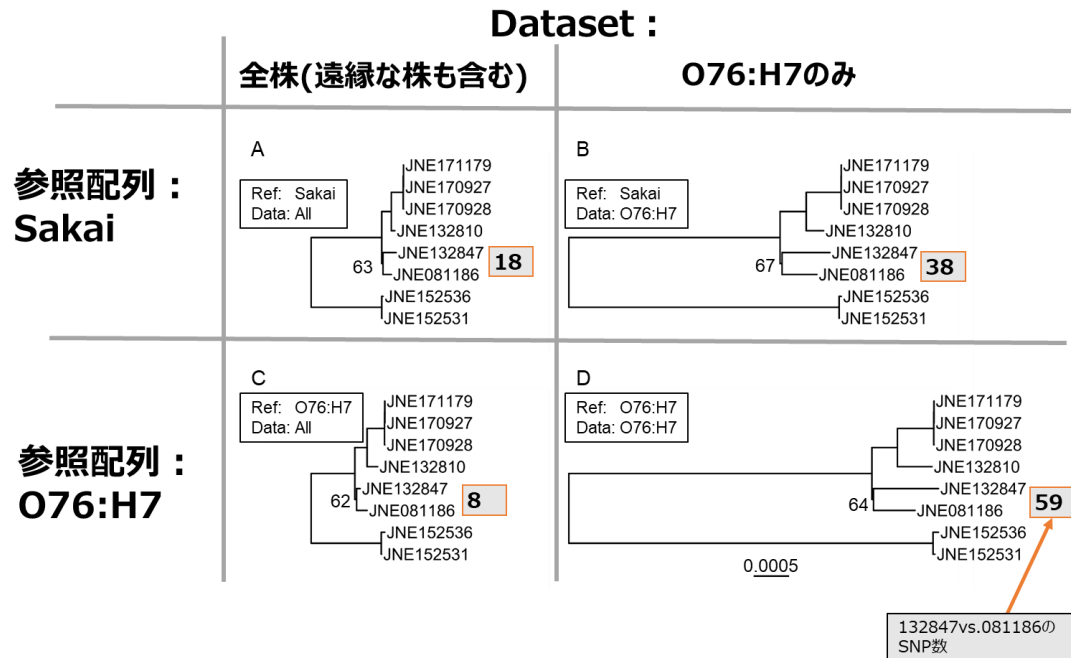 Dataset：
全株(遠縁な株も含む)
O76:H7のみ
参照配列：
Sakai
A
Ref: Sakai
Data: All
JNE171179
JNE170927
JNE170928
JNE132810
JNE132847
JNE081186
JNE152536
JNE152531
63
18
B
Ref: Sakai
Data: O76:H7
JNE171179
JNE170927
JNE170928
JNE132810
JNE132847
JNE081186
JNE152536
JNE152531
67
38
参照配列：
O76:H7
C
Ref: O76:H7
Data: All
JNE171179
JNE170927
JNE170928
JNE132810
JNE132847
JNE081186
JNE152536
JNE152531
62
8
D
Ref: O76:H7
Data: O76:H7
JNE171179
JNE170927
JNE170928
JNE132810
JNE132847
JNE081186
JNE152536
JNE152531
64
59
0.0005
132847vs.081186の
SNP数